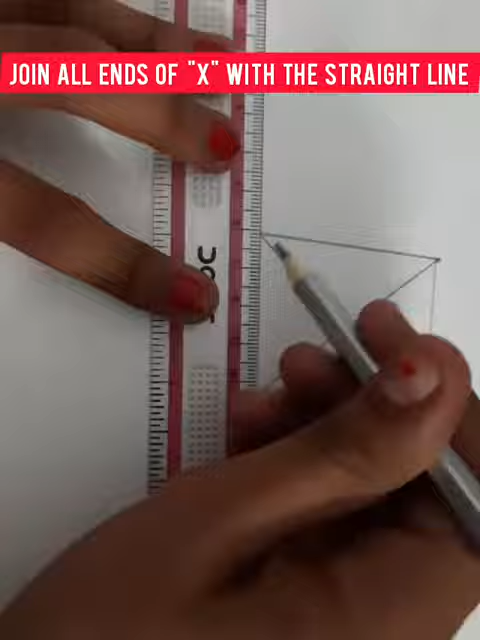 JOIN ALL ENDS OF "X" WITH THE STRAIGHT LINE